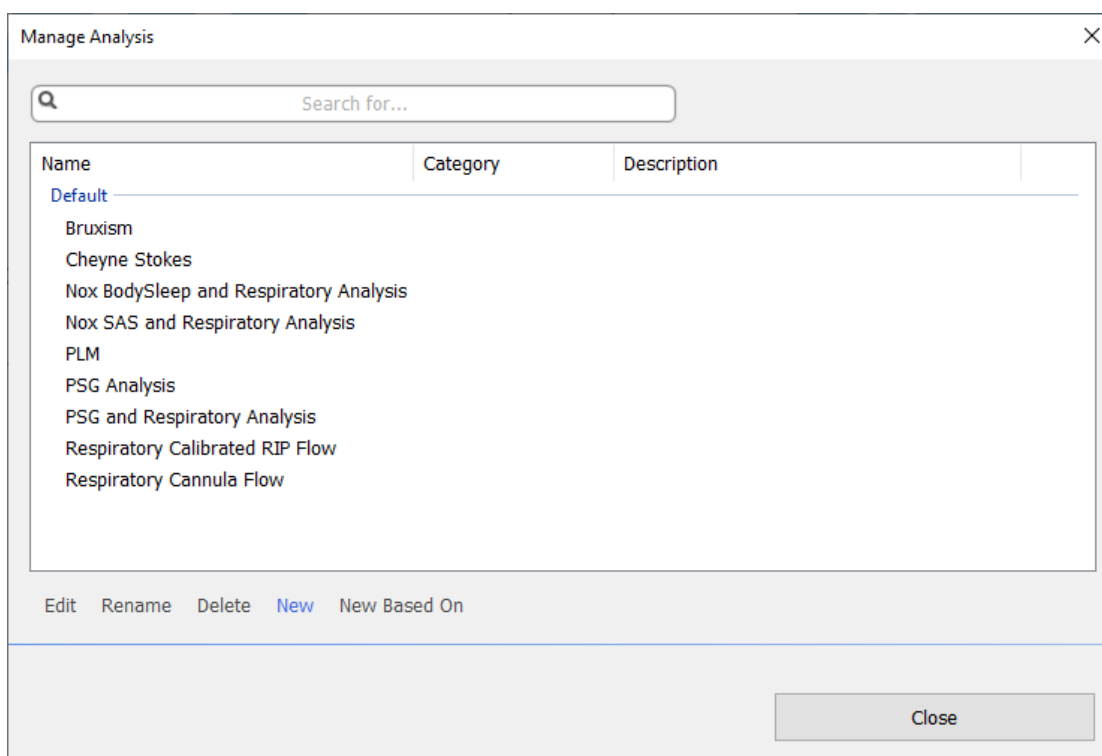 Manage Analysis
Search for...
Name Category Description
Default
Bruxism
Cheyne Stokes
Nox BodySleep and Respiratory Analysis
Nox SAS and Respiratory Analysis
PLM
PSG Analysis
PSG and Respiratory Analysis
Respiratory Calibrated RIP Flow
Respiratory Cannula Flow
Edit Rename Delete New New Based On
Close